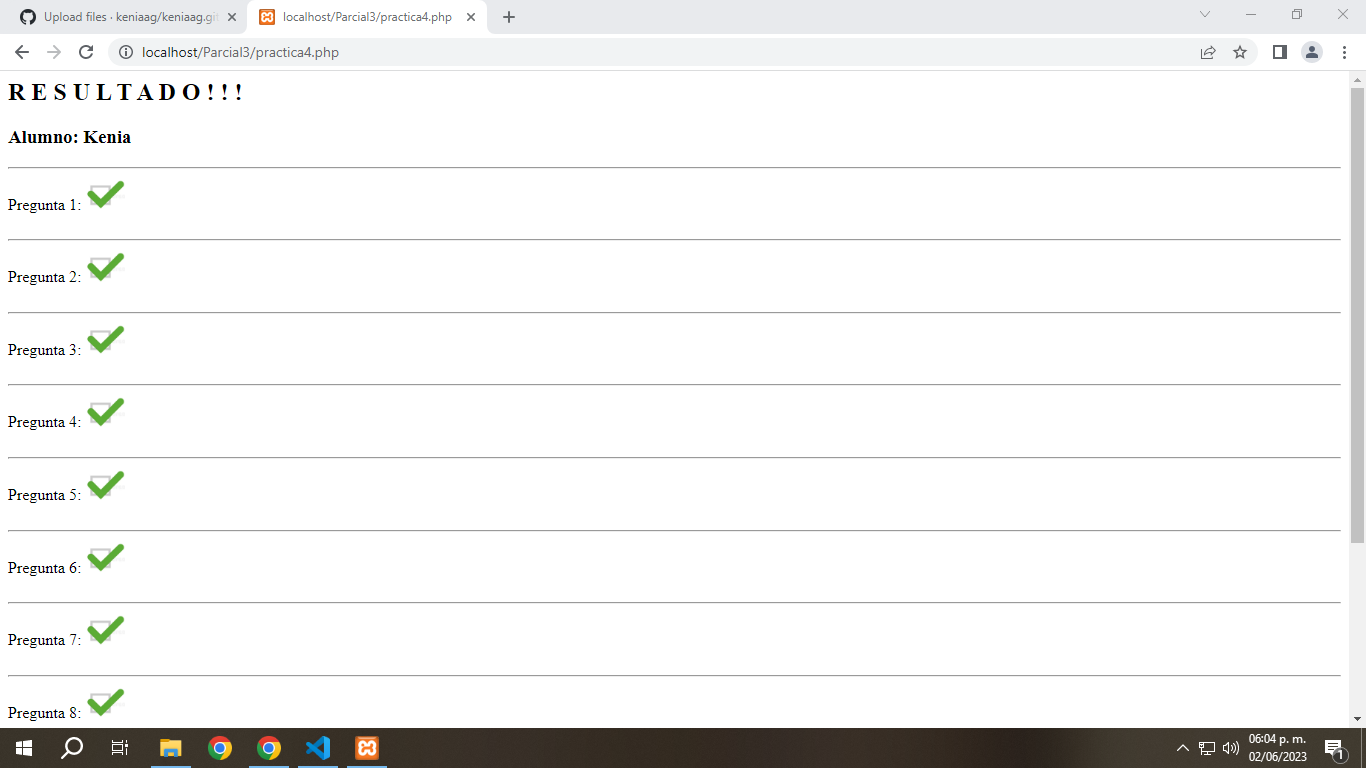 Upload files · keniaag/keniaag.git
localhost/Parcial3/practica4.php
localhost/Parcial3/practica4.php
R E S U L T A D O ! ! !
Alumno: Kenia
Pregunta 1:
Pregunta 2:
Pregunta 3:
Pregunta 4:
Pregunta 5:
Pregunta 6:
Pregunta 7:
Pregunta 8:
06:04 p. m.
02/06/2023
1